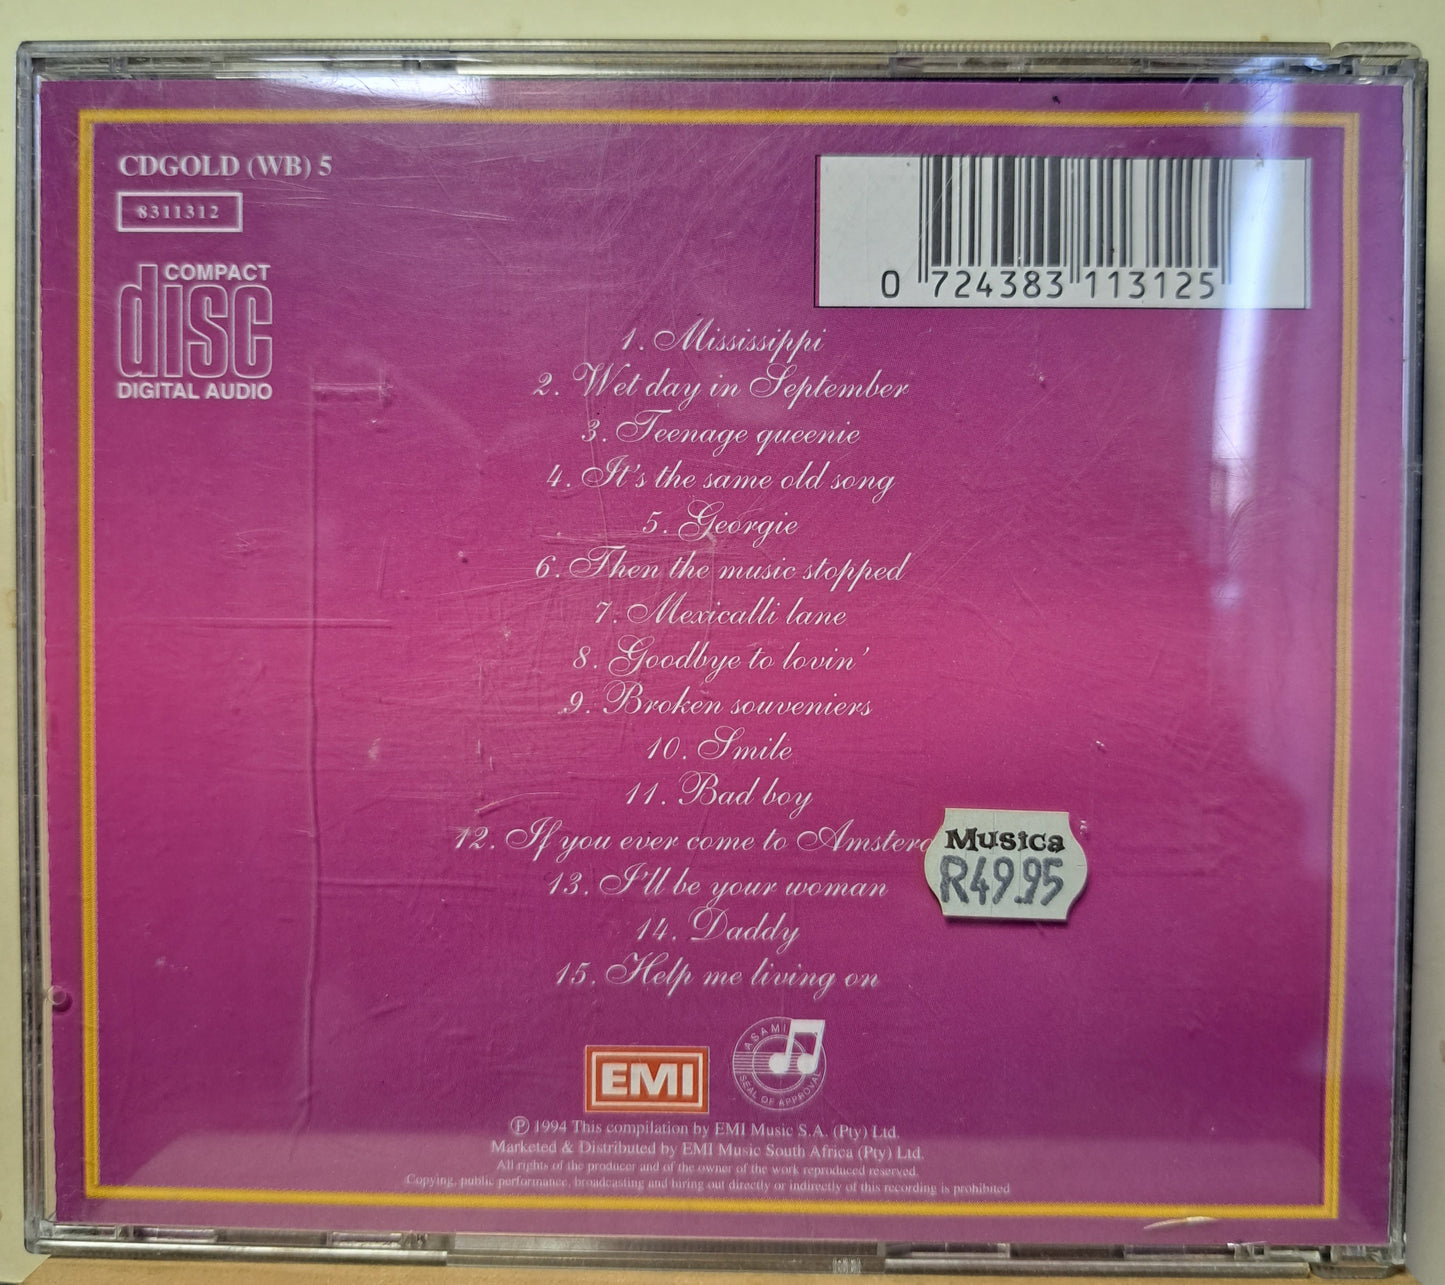 CDGOLD (WB) 5
8311312
COMPACT
disc
DIGITAL AUDIO
0 724383 113125
1. Mississippi
2. Wet day in September
3. Teenage queenie
4. It's the same old song
5. Georgie
6. Then the music stopped
7. Mexicalli lane
8. Goodbye to lovin'
9. Broken souveniers
10. Smile
11. Bad boy
12. If you ever come to Amsterd
Musica
R49.95
13. I'll be your woman
14. Daddy
15. Help me living on
EMI
ASAMI
SEAL OF APPROVAL
℗ 1994 This compilation by EMI Music S.A. (Pty) Ltd.
Marketed & Distributed by EMI Music South Africa (Pty) Ltd.
All rights of the producer and of the owner of the work reproduced reserved.
Copying, public performance, broadcasting and hiring out directly or indirectly of this recording is prohibited